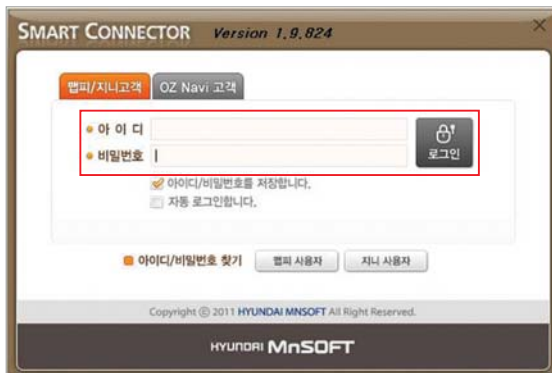 SMART CONNECTOR Version 1.9.824
맵피/지니고객 OZ Navi 고객
아 이 디
비밀번호
로그인
아이디/비밀번호를 저장합니다.
자동 로그인합니다.
아이디/비밀번호 찾기 맵피 사용자 지니 사용자
Copyright ⓒ 2011 HYUNDAI MNSOFT All Right Reserved.
HYUNDAI MnSOFT